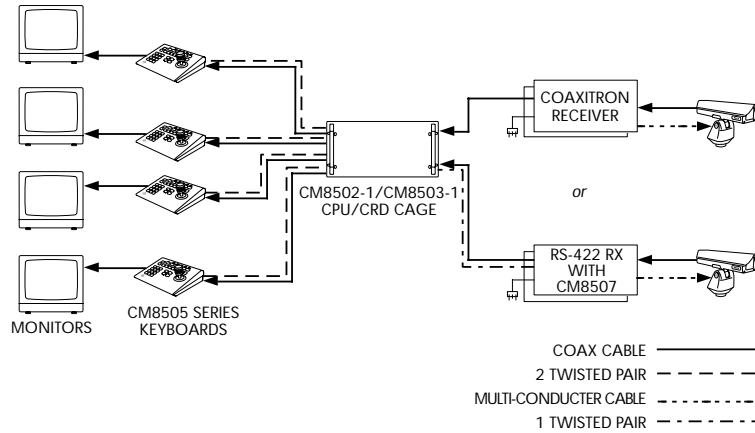 COAXITRON
RECEIVER
CM8502-1/CM8503-1
CPU/CRD CAGE
or
RS-422 RX
WITH
CM8507
MONITORS
CM8505 SERIES
KEYBOARDS
COAX CABLE
2 TWISTED PAIR
MULTI-CONDUCTER CABLE
1 TWISTED PAIR